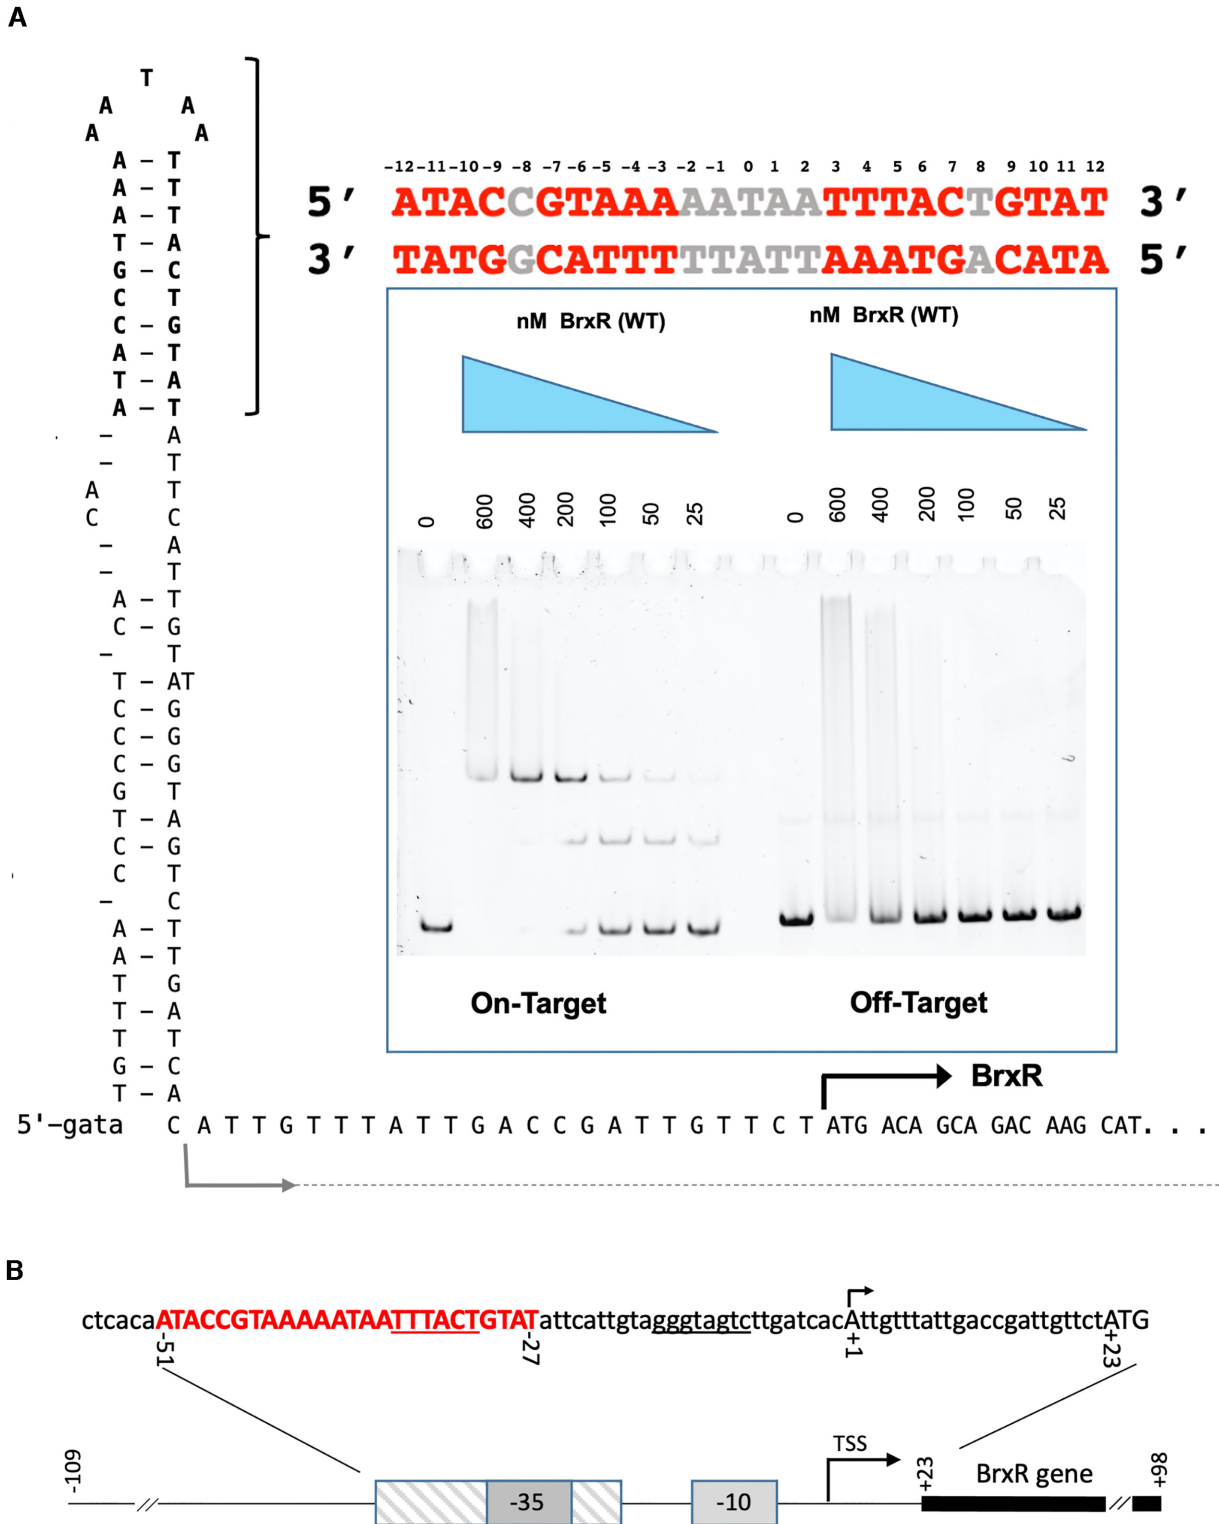 A
T
A A
A A
A – T
A – T
A T
T – A
G – C
C T
C – G
A – T
T – A
A – T
– A
– T
A T
C C
– A
– T
A – T
C – G
– T
T – AT
C – G
C – G
C – G
G T
T – A
C – G
C T
– C
A – T
A – T
T G
T – A
T T
G – C
T – A
5'–gata C A T T G T T T A T T G A C C G A T T G T T C T ATG ACA GCA GAC AAG CAT. . .
–12 –11 –10 –9 –8 –7 –6 –5 –4 –3 –2 –1 0 1 2 3 4 5 6 7 8 9 10 11 12
5′ ATACCGTAAAAATAATTTACTGTAT 3′
3′ TATGGCATTTTTATTAAATGACATA 5′
nM BrxR (WT) nM BrxR (WT)
0 600 400 200 100 50 25 0 600 400 200 100 50 25
On-Target Off-Target
BrxR
B
ctcacaATACCGTAAAAATAATTTACTGTATattcattgtagggtagtcttgatcacAttgtttattgaccgattgttctATG
-51 -27 +1 +23
-109 -35 -10 TSS +23 BrxR gene +98